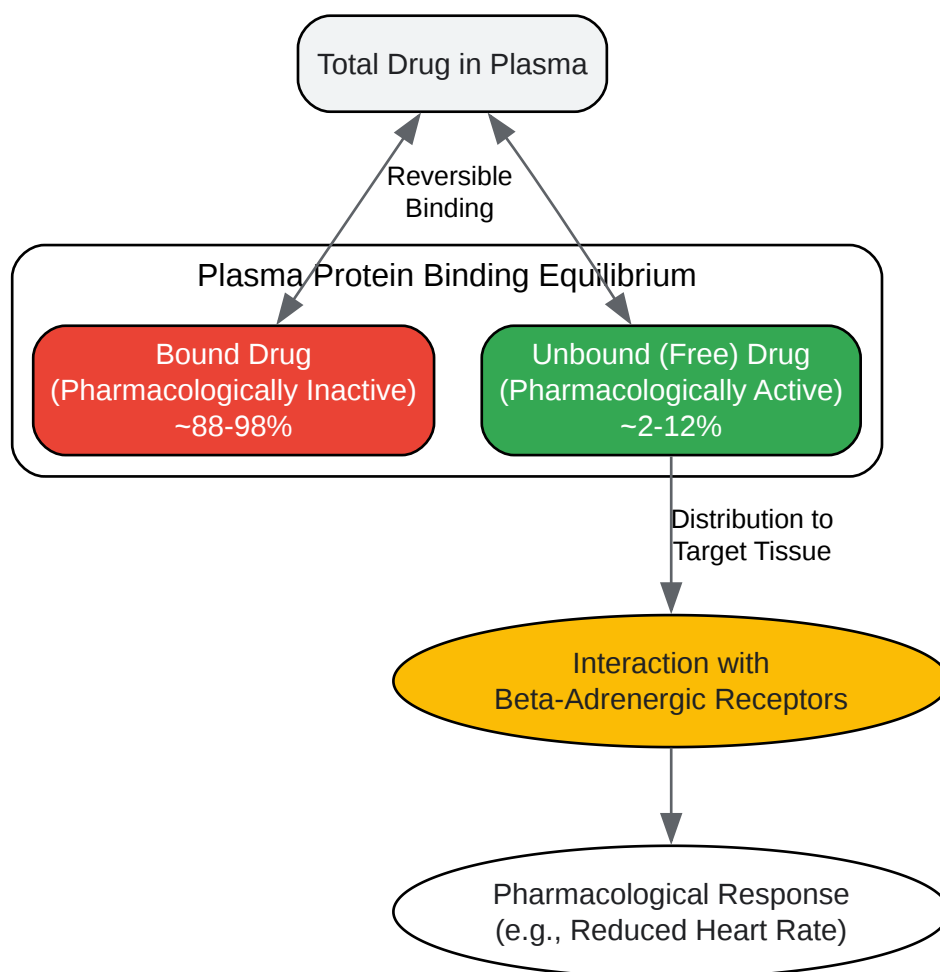 Total Drug in Plasma
Reversible
Binding
Plasma Protein Binding Equilibrium
Bound Drug
(Pharmacologically Inactive)
~88-98%
Unbound (Free) Drug
(Pharmacologically Active)
~2-12%
Distribution to
Target Tissue
Interaction with
Beta-Adrenergic Receptors
Pharmacological Response
(e.g., Reduced Heart Rate)